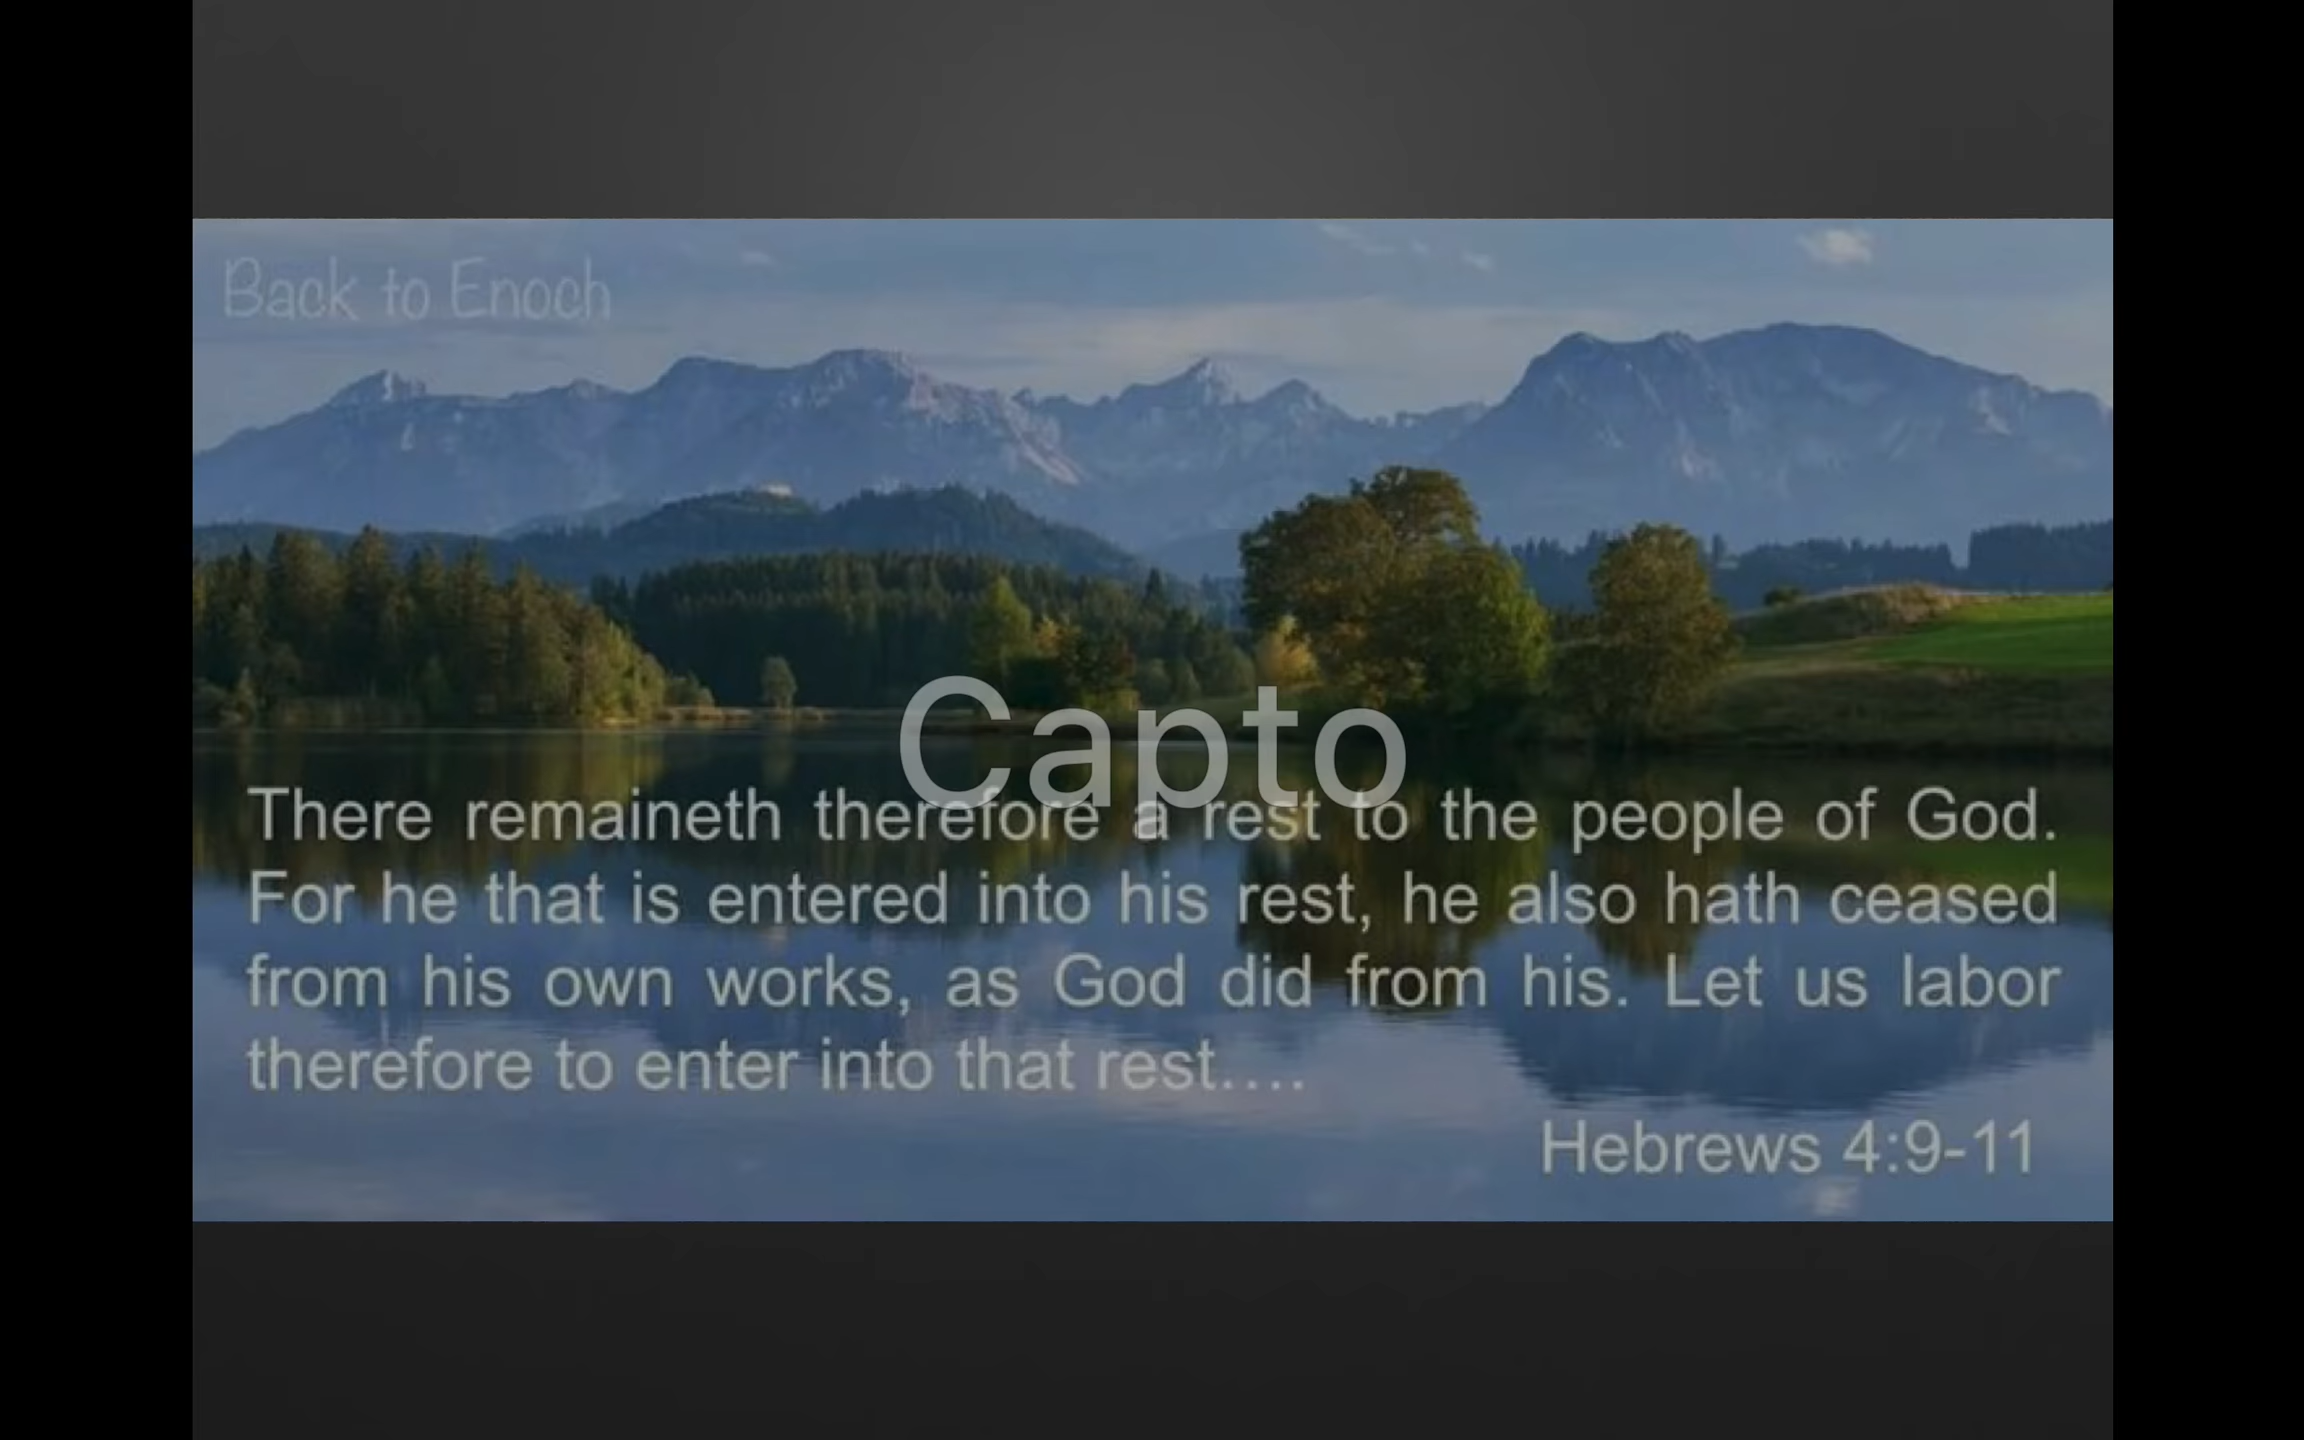 Back to Enoch
Capto
There remaineth therefore a rest to the people of God.
For he that is entered into his rest, he also hath ceased
from his own works, as God did from his. Let us labor
therefore to enter into that rest....
Hebrews 4:9-11